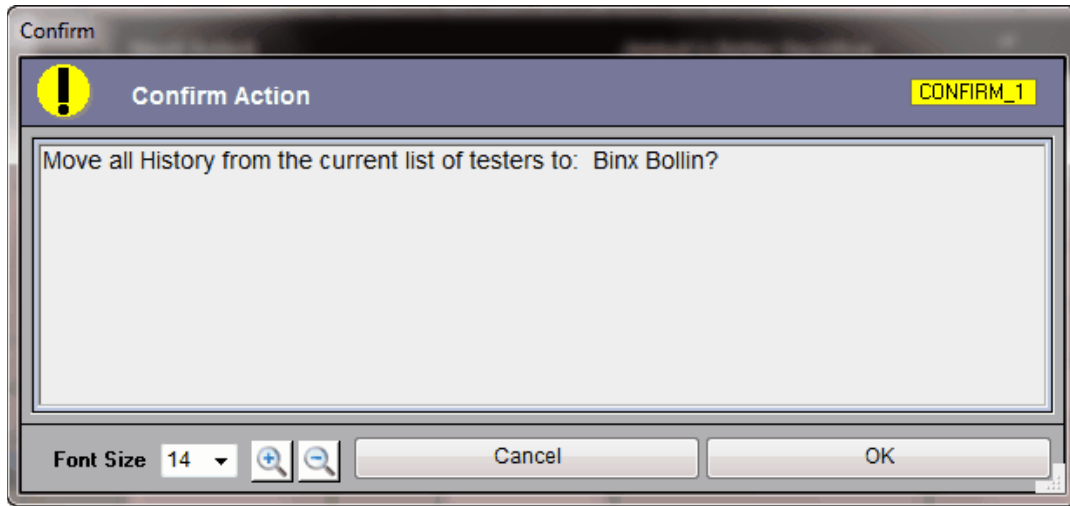 Confirm
Confirm Action
CONFIRM_1
Move all History from the current list of testers to:  Binx Bollin?
Font Size
14
Cancel
OK